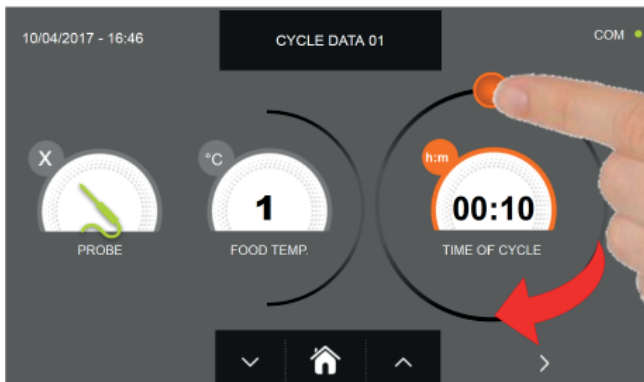 10/04/2017 - 16:46
CYCLE DATA 01
COM
X
°C
h:m
1
00:10
PROBE
FOOD TEMP.
TIME OF CYCLE